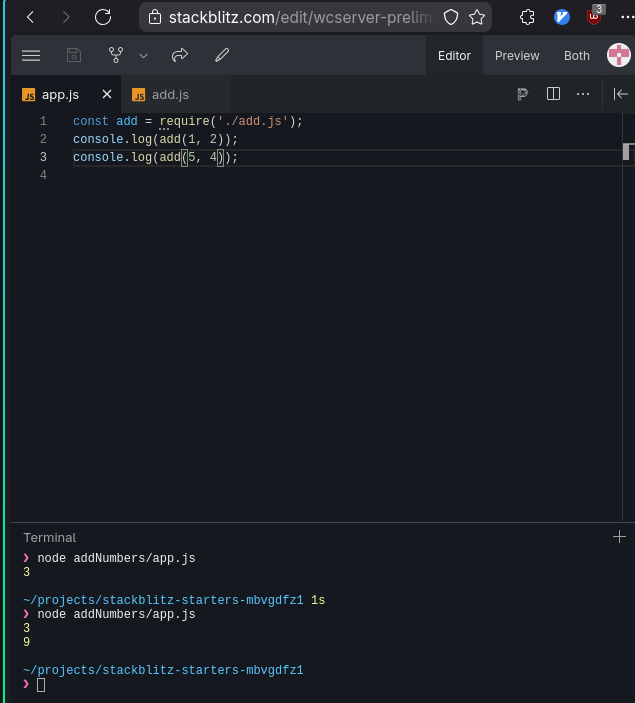 stackblitz.com/edit/wcserver-prelim
3
Editor Preview Both
JS app.js JS add.js
1 const add = require('./add.js');
2 console.log(add(1, 2));
3 console.log(add(5, 4));
4
Terminal
❯ node addNumbers/app.js
3
~/projects/stackblitz-starters-mbvgdfz1 1s
❯ node addNumbers/app.js
3
9
~/projects/stackblitz-starters-mbvgdfz1
❯